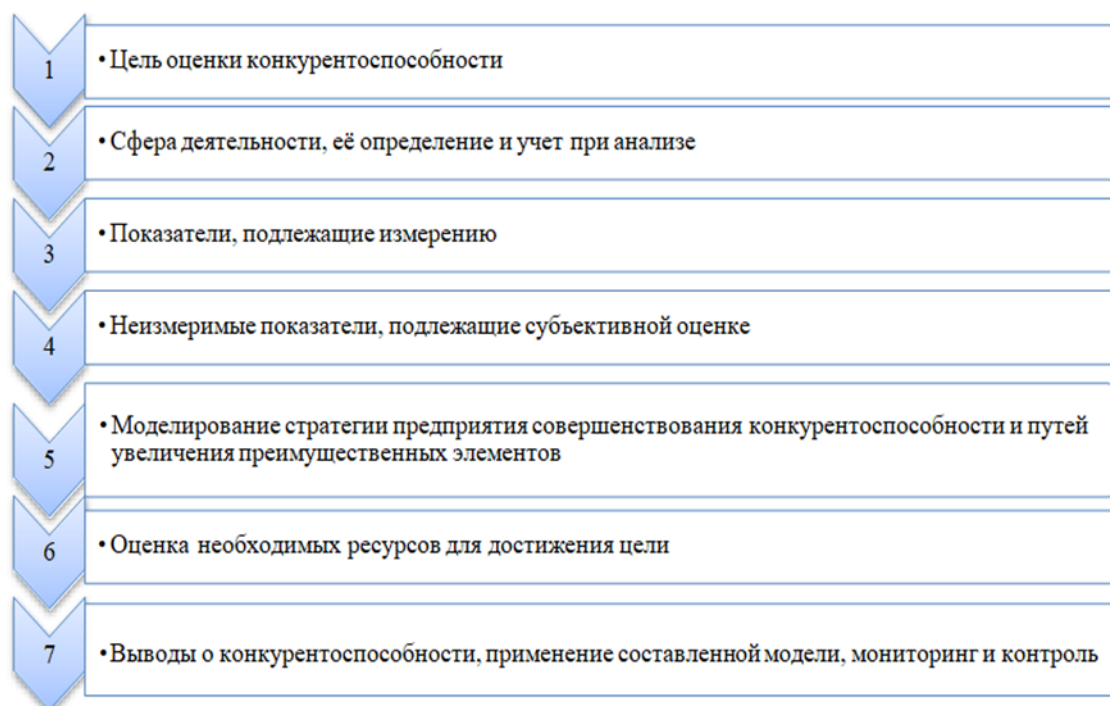 1
• Цель оценки конкурентоспособности
2
• Сфера деятельности, её определение и учет при анализе
3
• Показатели, подлежащие измерению
4
• Неизмеримые показатели, подлежащие субъективной оценке
5
• Моделирование стратегии предприятия совершенствования конкурентоспособности и путей
увеличения преимущественных элементов
6
• Оценка необходимых ресурсов для достижения цели
7
• Выводы о конкурентоспособности, применение составленной модели, мониторинг и контроль